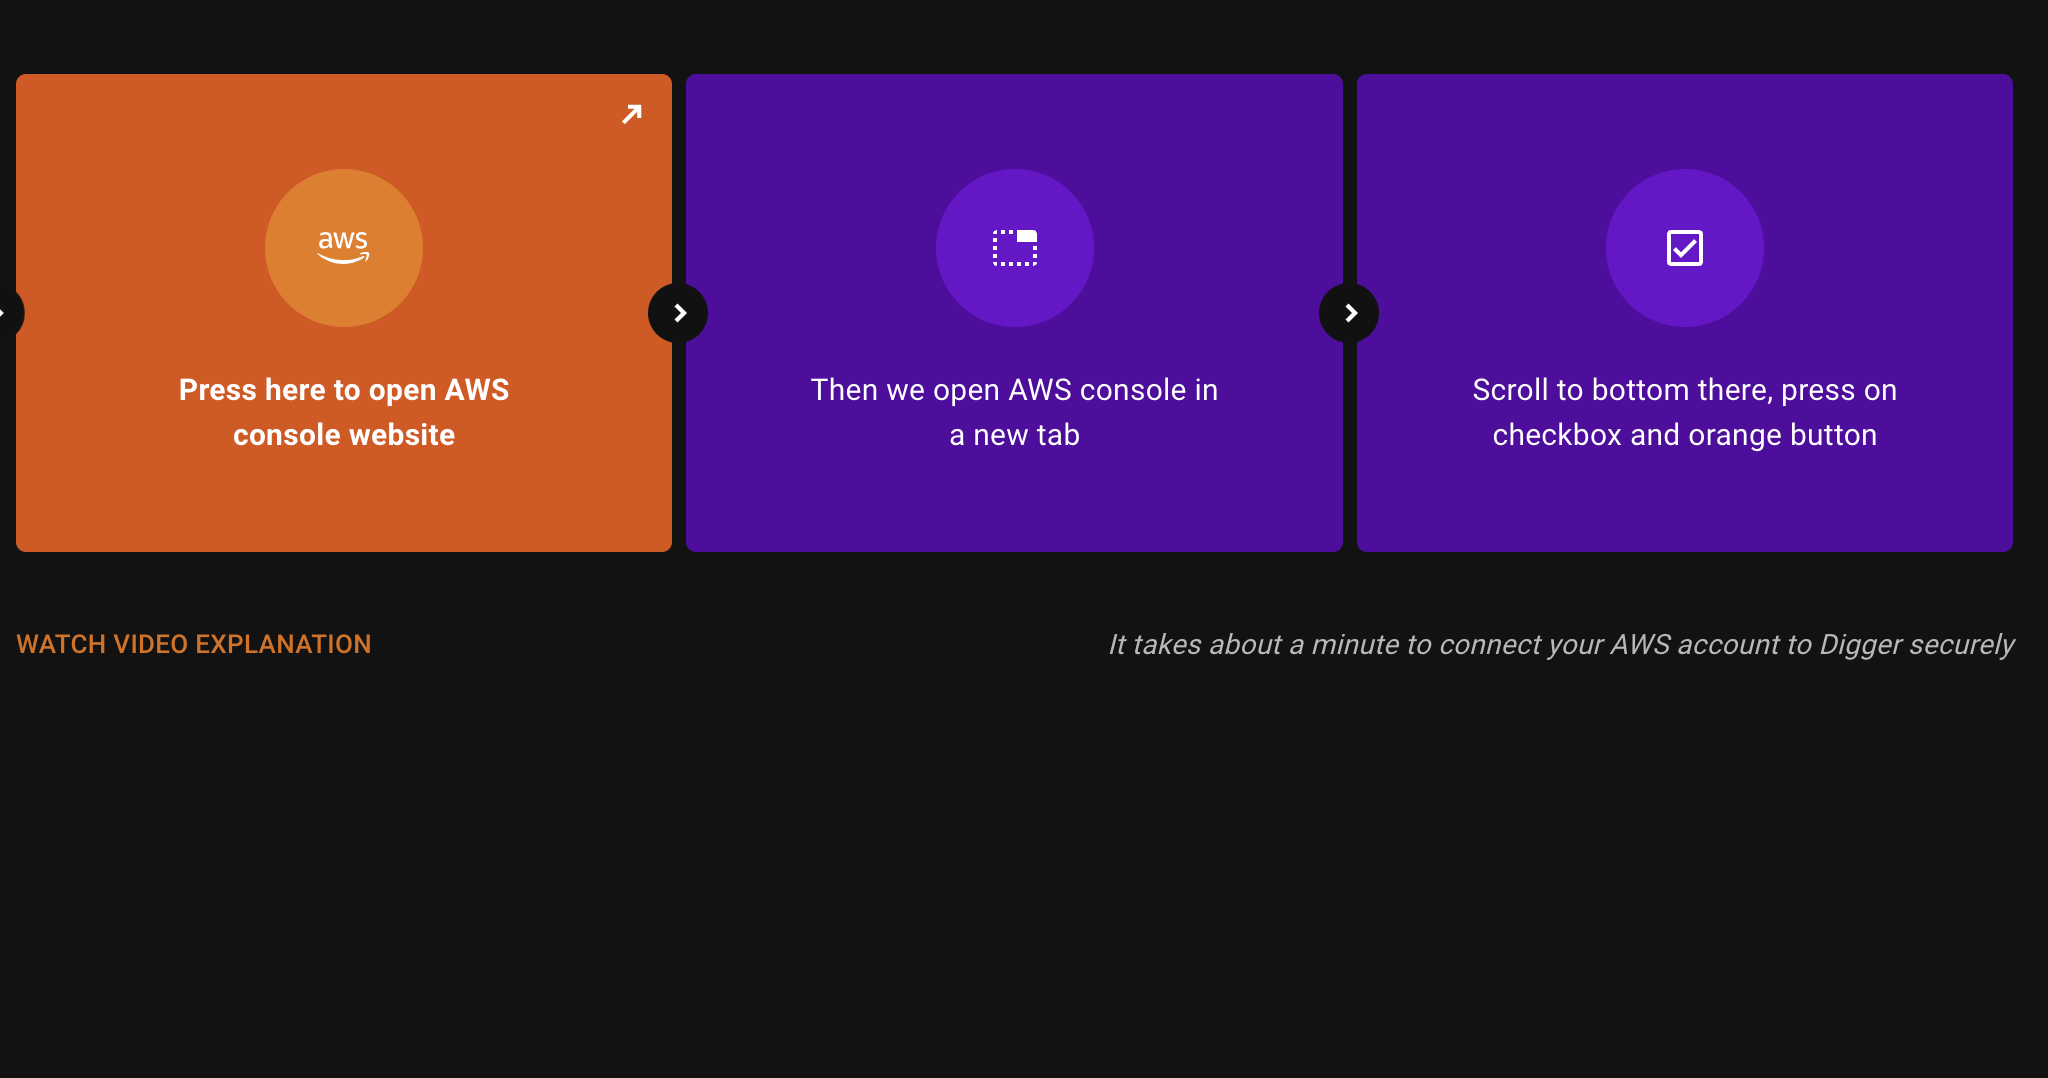 aws
Press here to open AWS
console website
Then we open AWS console in
a new tab
Scroll to bottom there, press on
checkbox and orange button
WATCH VIDEO EXPLANATION
It takes about a minute to connect your AWS account to Digger securely